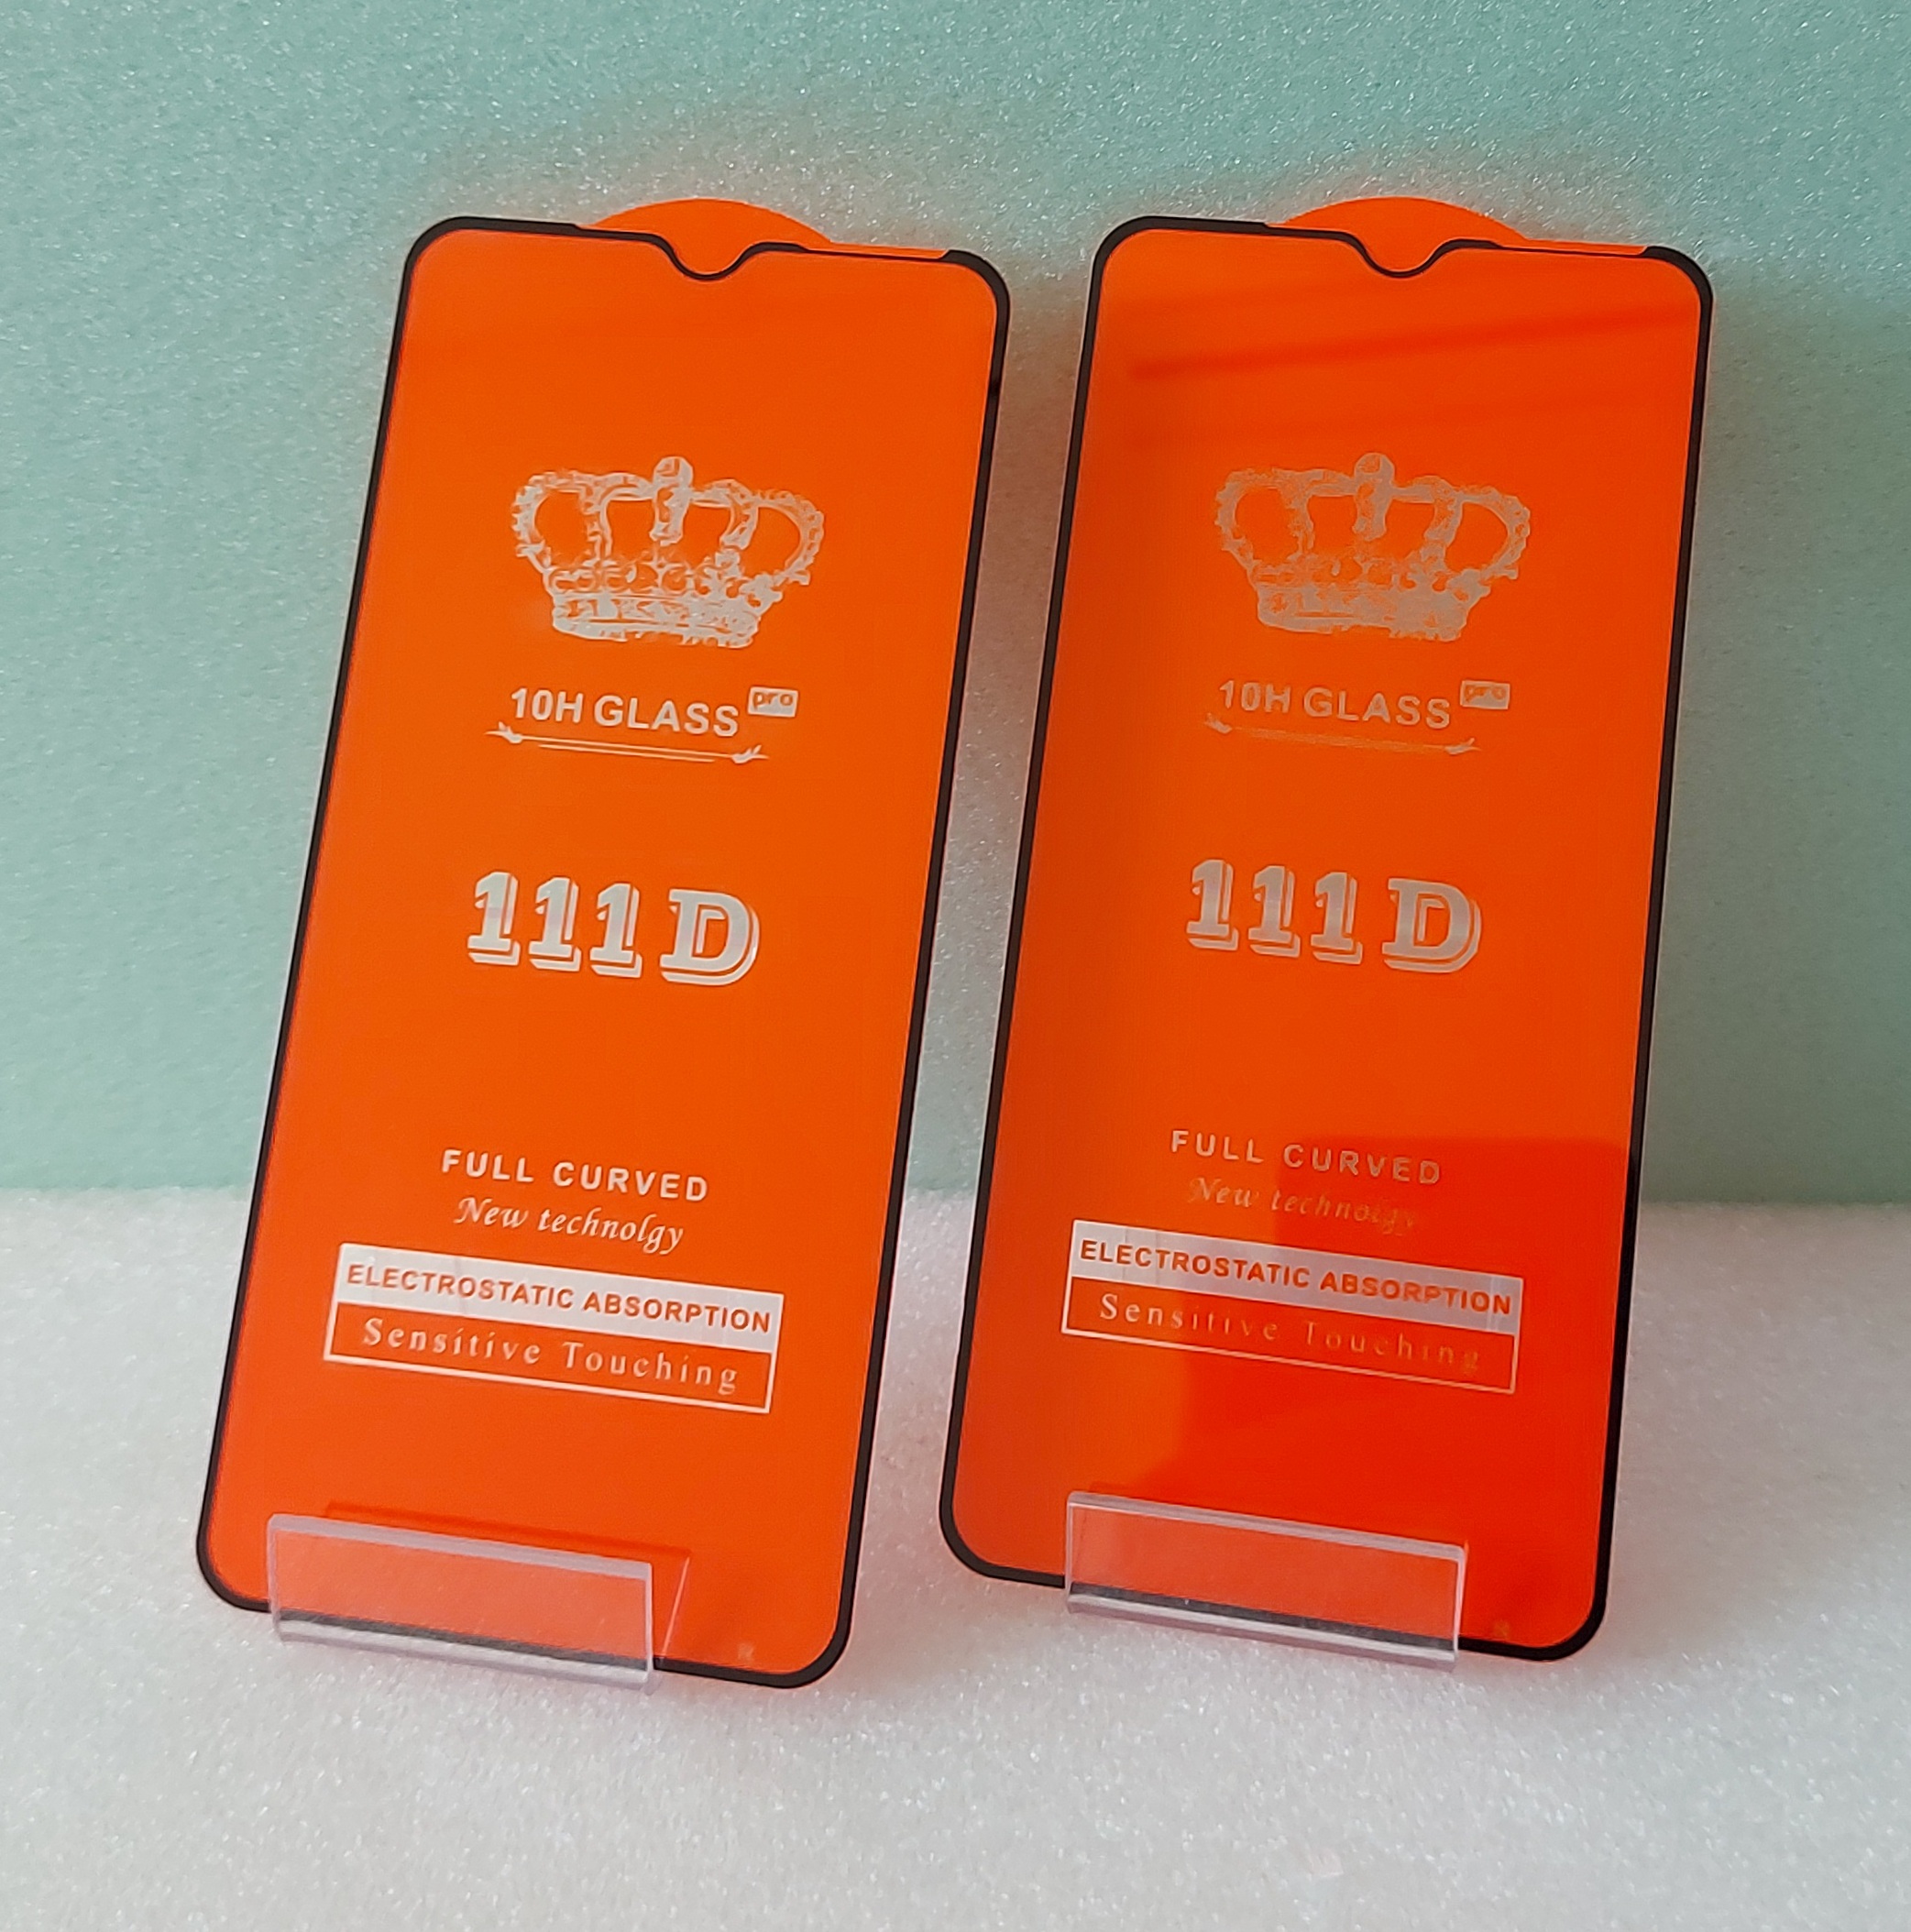 10H GLASS pro
111D
FULL CURVED
New technolgy
ELECTROSTATIC ABSORPTION
Sensitive Touching
10H GLASS pro
111D
FULL CURVED
New technolgy
ELECTROSTATIC ABSORPTION
Sensitive Touching